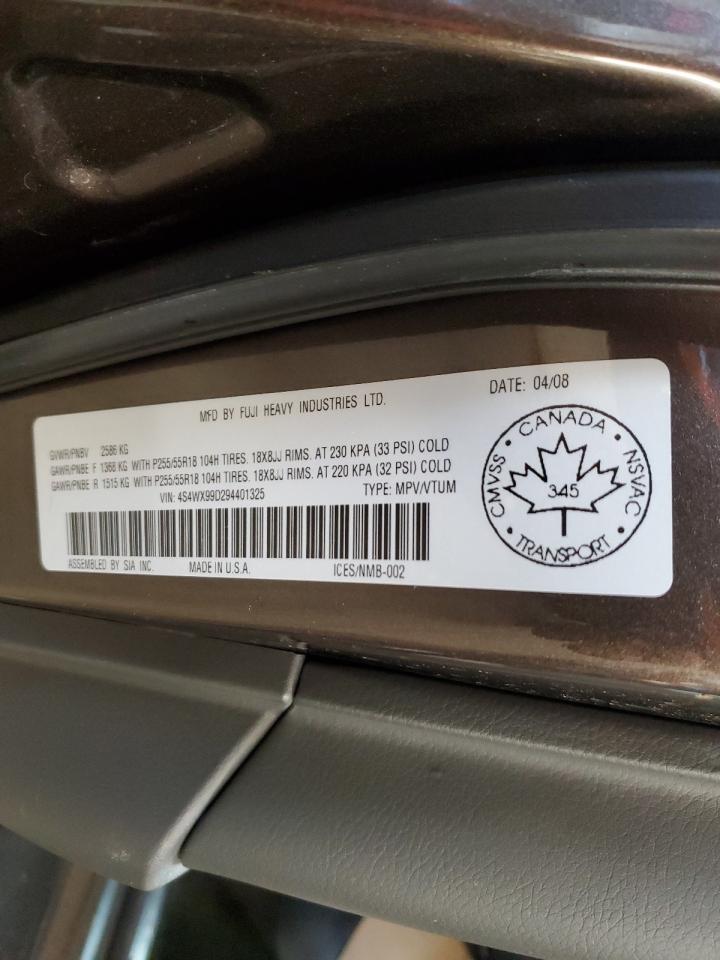 MFD BY FUJI HEAVY INDUSTRIES LTD.
DATE: 04/08
GVWR/PNBV 2586 KG
GAWR/PNBE F 1368 KG WITH P255/55R18 104H TIRES. 18X8JJ RIMS. AT 230 KPA (33 PSI) COLD
GAWR/PNBE R 1515 KG WITH P255/55R18 104H TIRES. 18X8JJ RIMS. AT 220 KPA (32 PSI) COLD
VIN: 4S4WX99D294401325
TYPE: MPV/VTUM
ASSEMBLED BY SIA INC.
MADE IN U.S.A.
ICES/NMB-002
CMVSS · CANADA · NSVAC · TRANSPORT ·
345